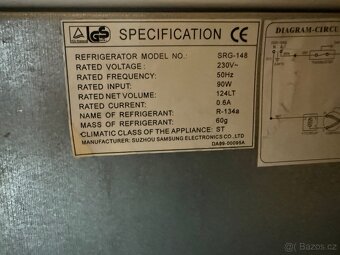 SPECIFICATION
REFRIGERATOR MODEL NO.: SRG-148
RATED VOLTAGE: 230V~
RATED FREQUENCY: 50Hz
RATED INPUT: 90W
RATED NET VOLUME: 124LT
RATED CURRENT: 0.6A
NAME OF REFRIGERANT: R-134a
MASS OF REFRIGERANT: 60g
CLIMATIC CLASS OF THE APPLIANCE: ST
MANUFACTURER: SUZHOU SAMSUNG ELECTRONICS CO.,LTD
DA99-00095A
DIAGRAM-CIRCU
Sbazos.cz